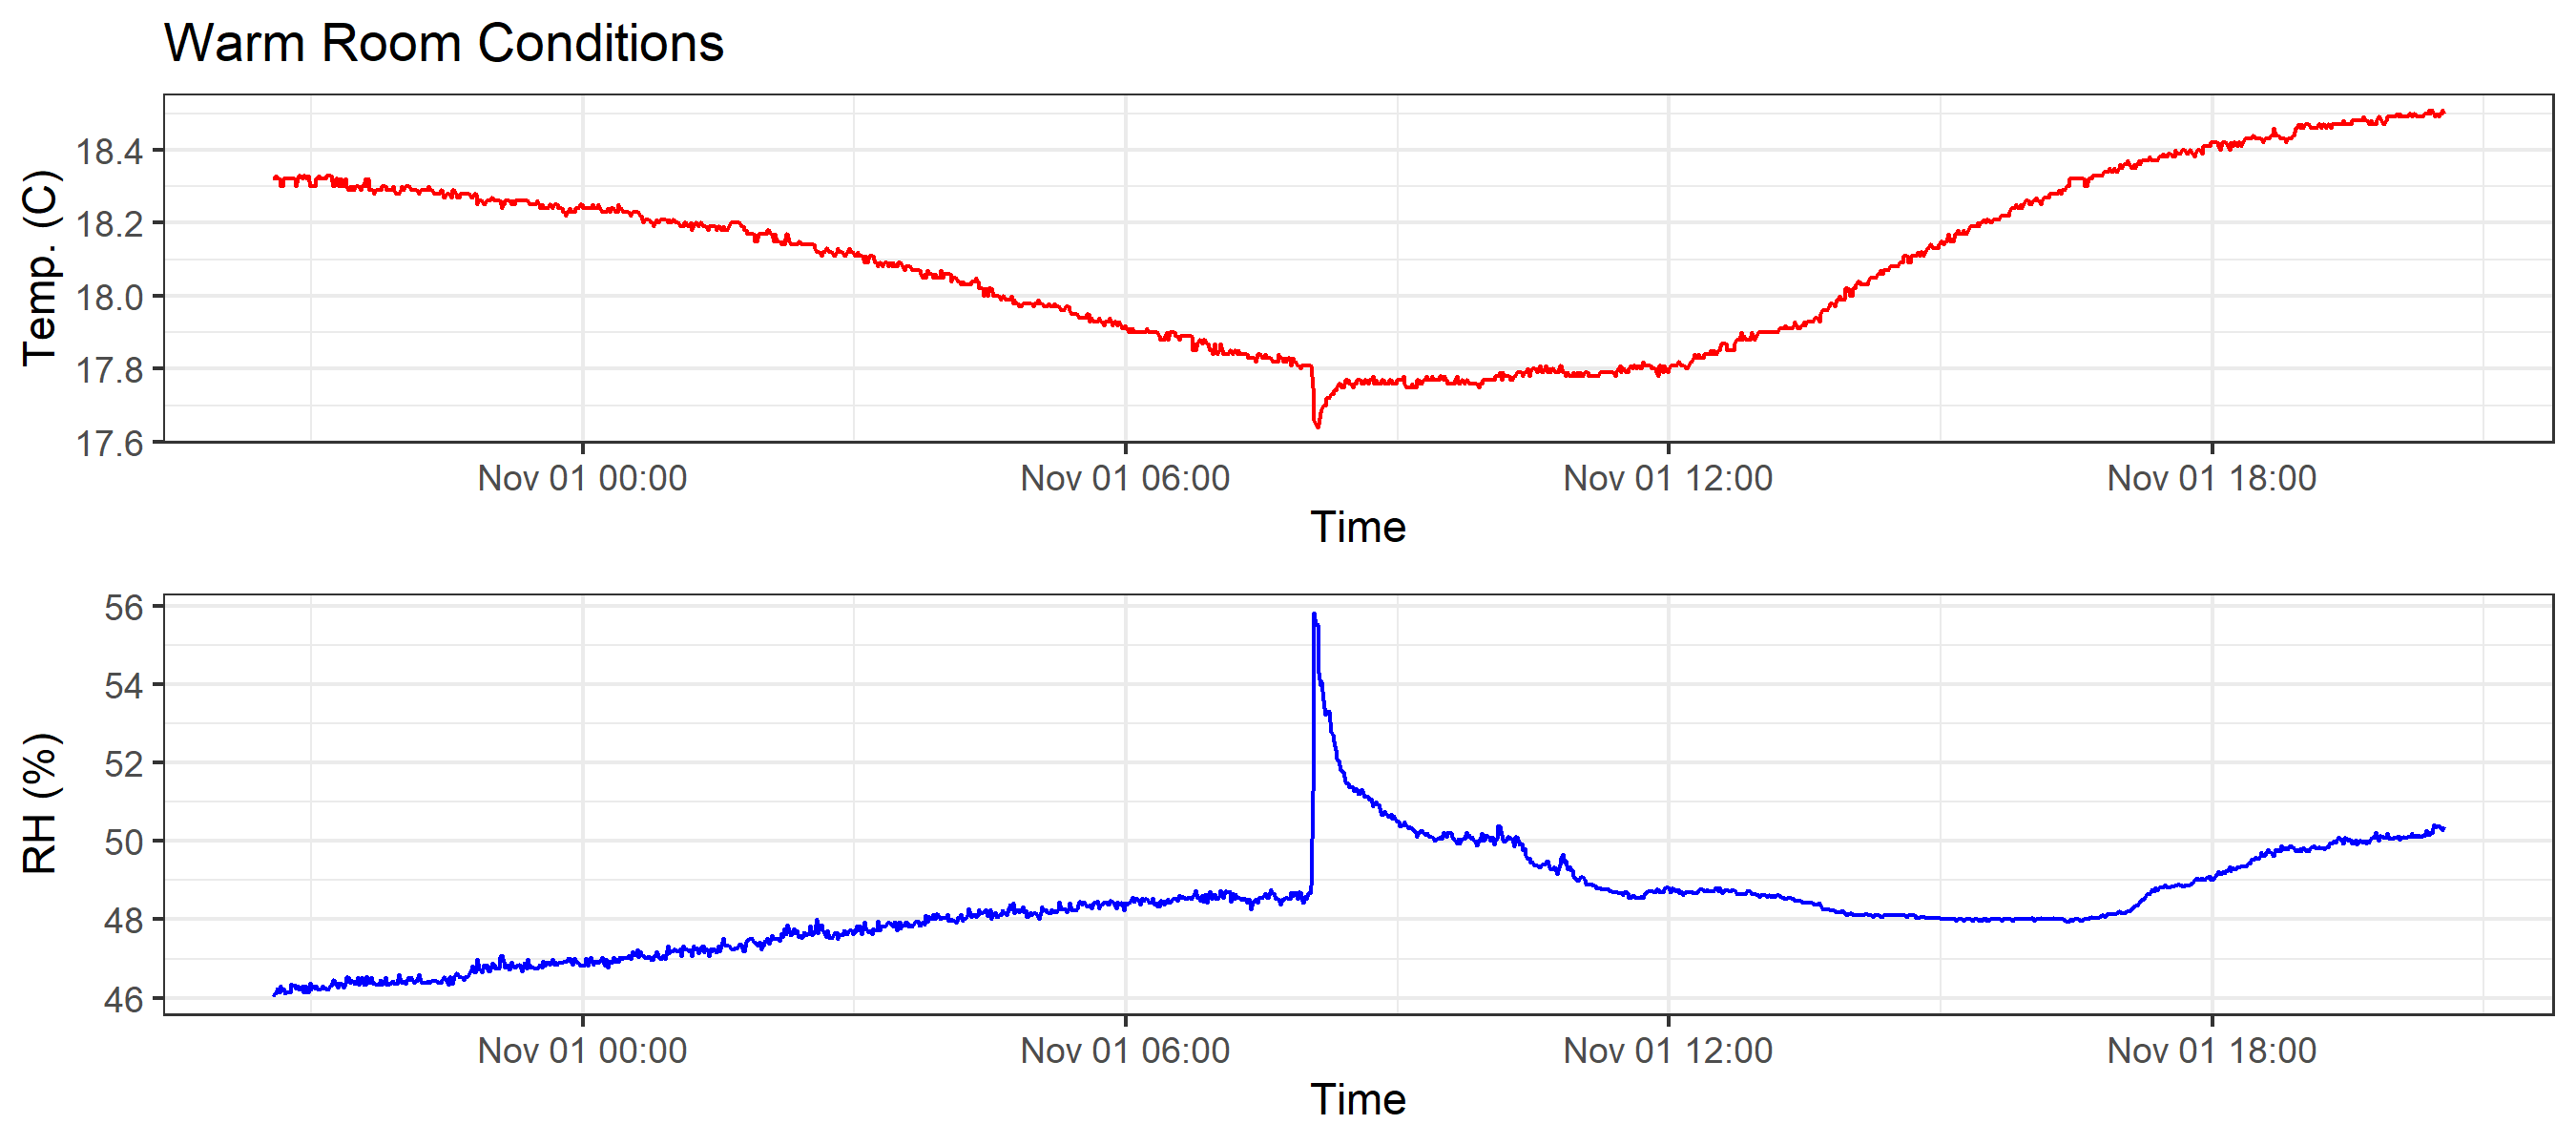 Warm Room Conditions
Temp. (C)
18.4
18.2
18.0
17.8
17.6
Nov 01 00:00 Nov 01 06:00 Nov 01 12:00 Nov 01 18:00
Time
RH (%)
56
54
52
50
48
46
Nov 01 00:00 Nov 01 06:00 Nov 01 12:00 Nov 01 18:00
Time